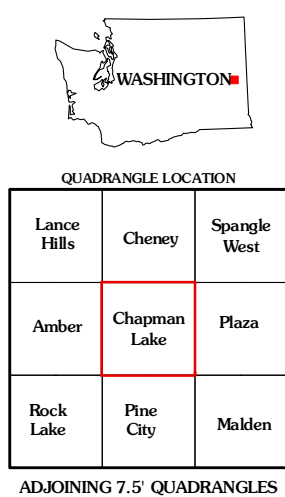 WASHINGTON
QUADRANGLE LOCATION
Lance
Hills
Cheney
Spangle
West
Amber
Chapman
Lake
Plaza
Rock
Lake
Pine
City
Malden
ADJOINING 7.5' QUADRANGLES